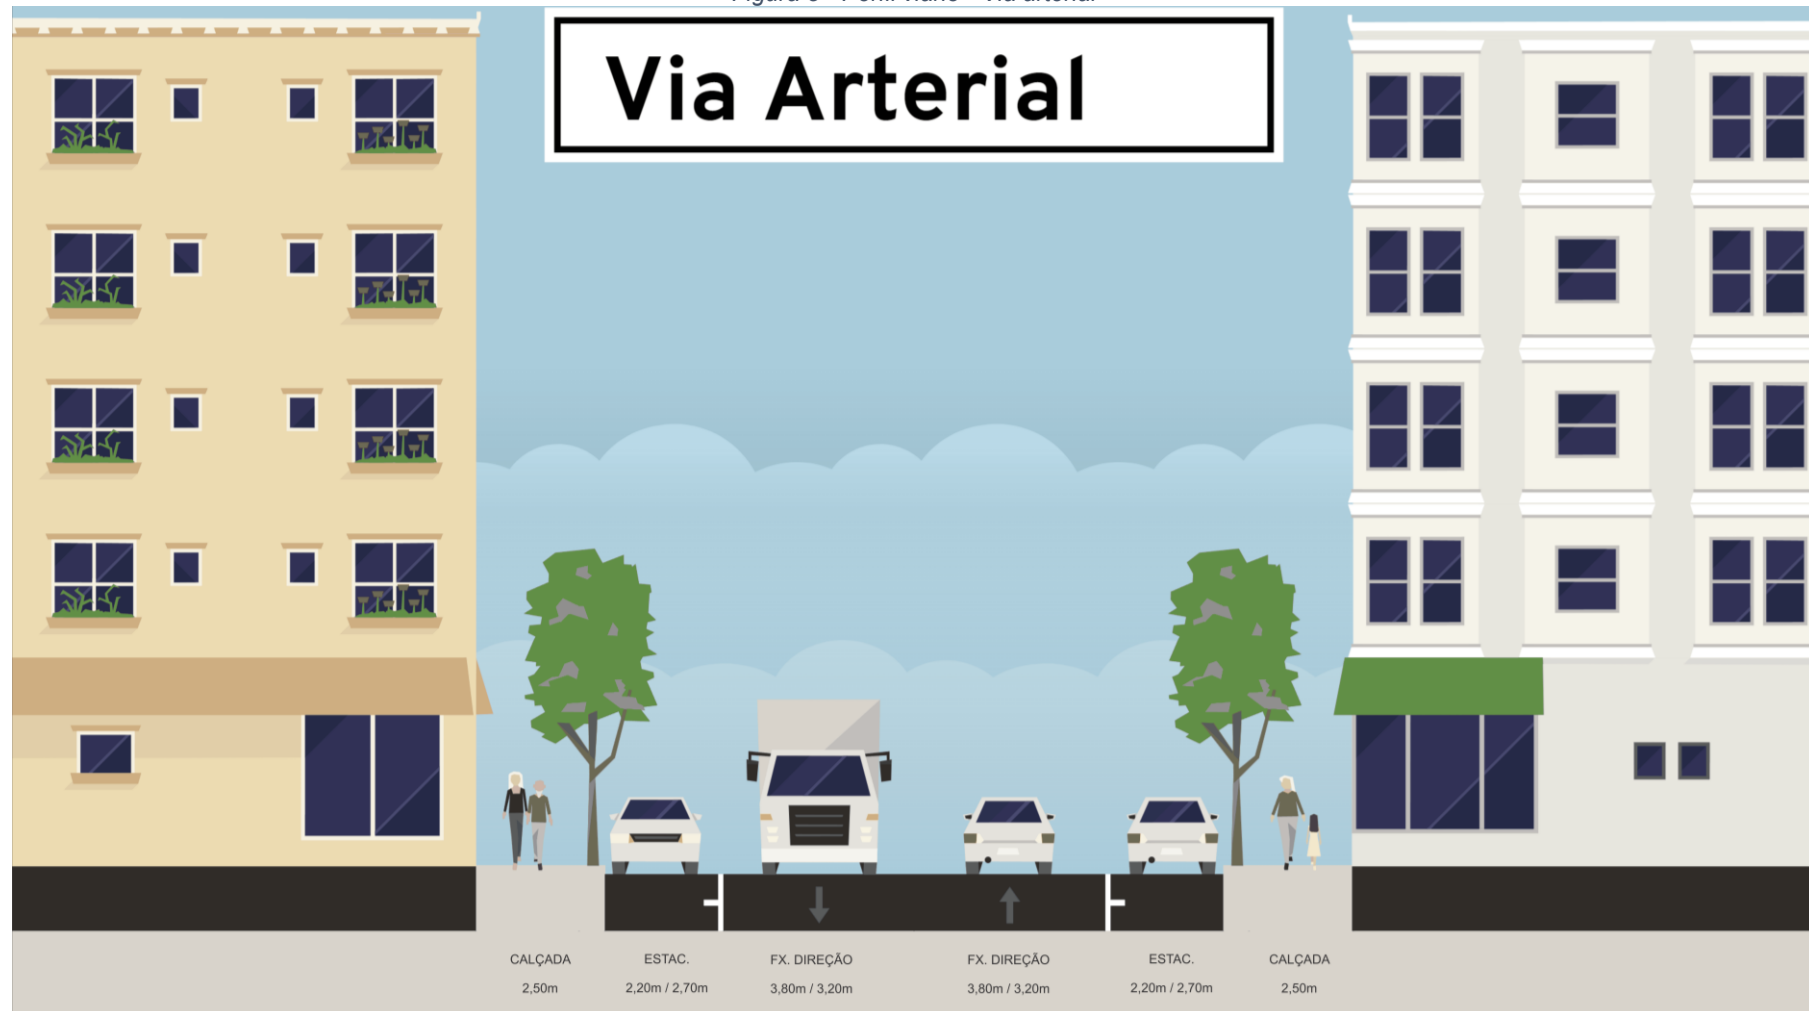 Via Arterial
CALÇADA ESTAC. FX. DIREÇÃO FX. DIREÇÃO ESTAC. CALÇADA
2,50m 2,20m / 2,70m 3,80m / 3,20m 3,80m / 3,20m 2,20m / 2,70m 2,50m